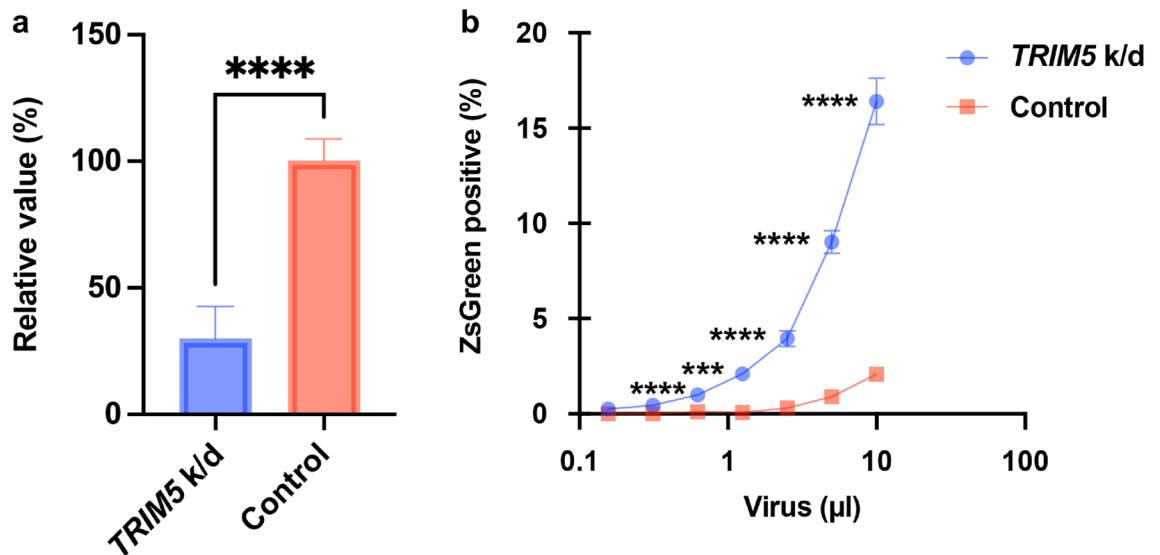 a
Relative value (%)
150
100
50
0
****
TRIM5 k/d
Control
b
ZsGreen positive (%)
20
15
10
5
0
****
***
****
****
****
0.1
1
10
100
Virus (µl)
TRIM5 k/d
Control